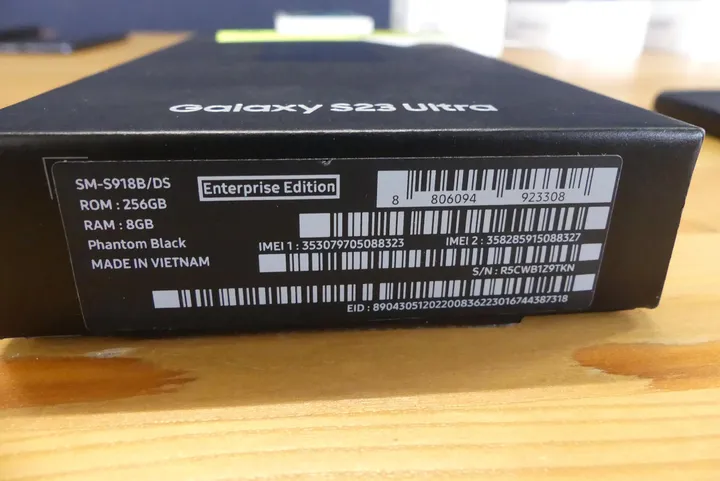 Galaxy S23 Ultra
SM-S918B/DS
Enterprise Edition
ROM : 256GB
RAM : 8GB
Phantom Black
MADE IN VIETNAM
8 806094 923308
IMEI 1 : 353079705088323
IMEI 2 : 358285915088327
S/N : R5CWB1Z9TKN
EID : 89043051202200836223016744387318